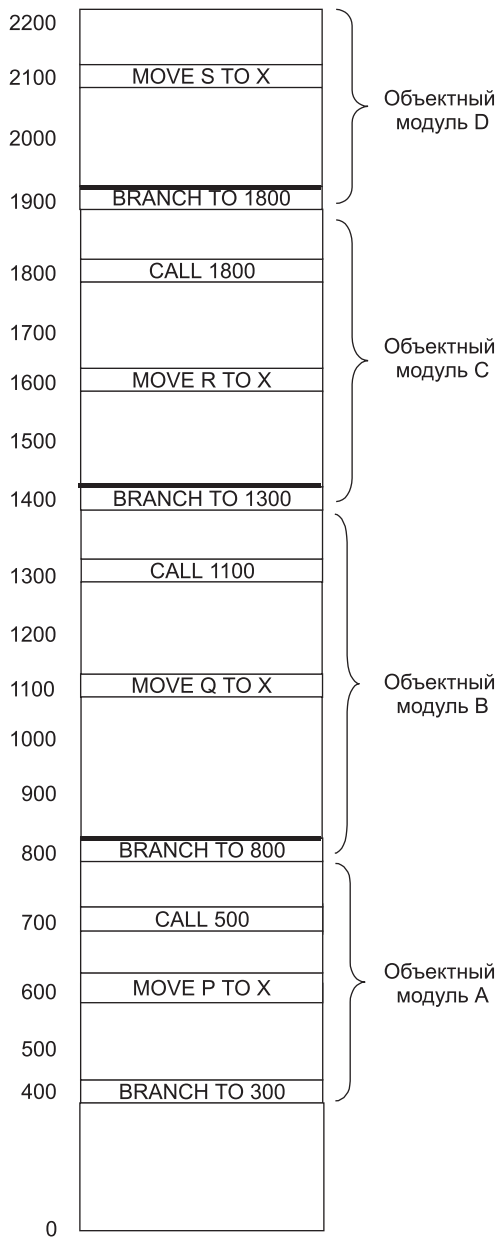 2200
2100 MOVE S TO X
Объектный
модуль D
2000
1900 BRANCH TO 1800
1800 CALL 1800
1700
Объектный
модуль C
1600 MOVE R TO X
1500
1400 BRANCH TO 1300
1300 CALL 1100
1200
1100 MOVE Q TO X
Объектный
модуль B
1000
900
800 BRANCH TO 800
700 CALL 500
600 MOVE P TO X
Объектный
модуль A
500
400 BRANCH TO 300
0